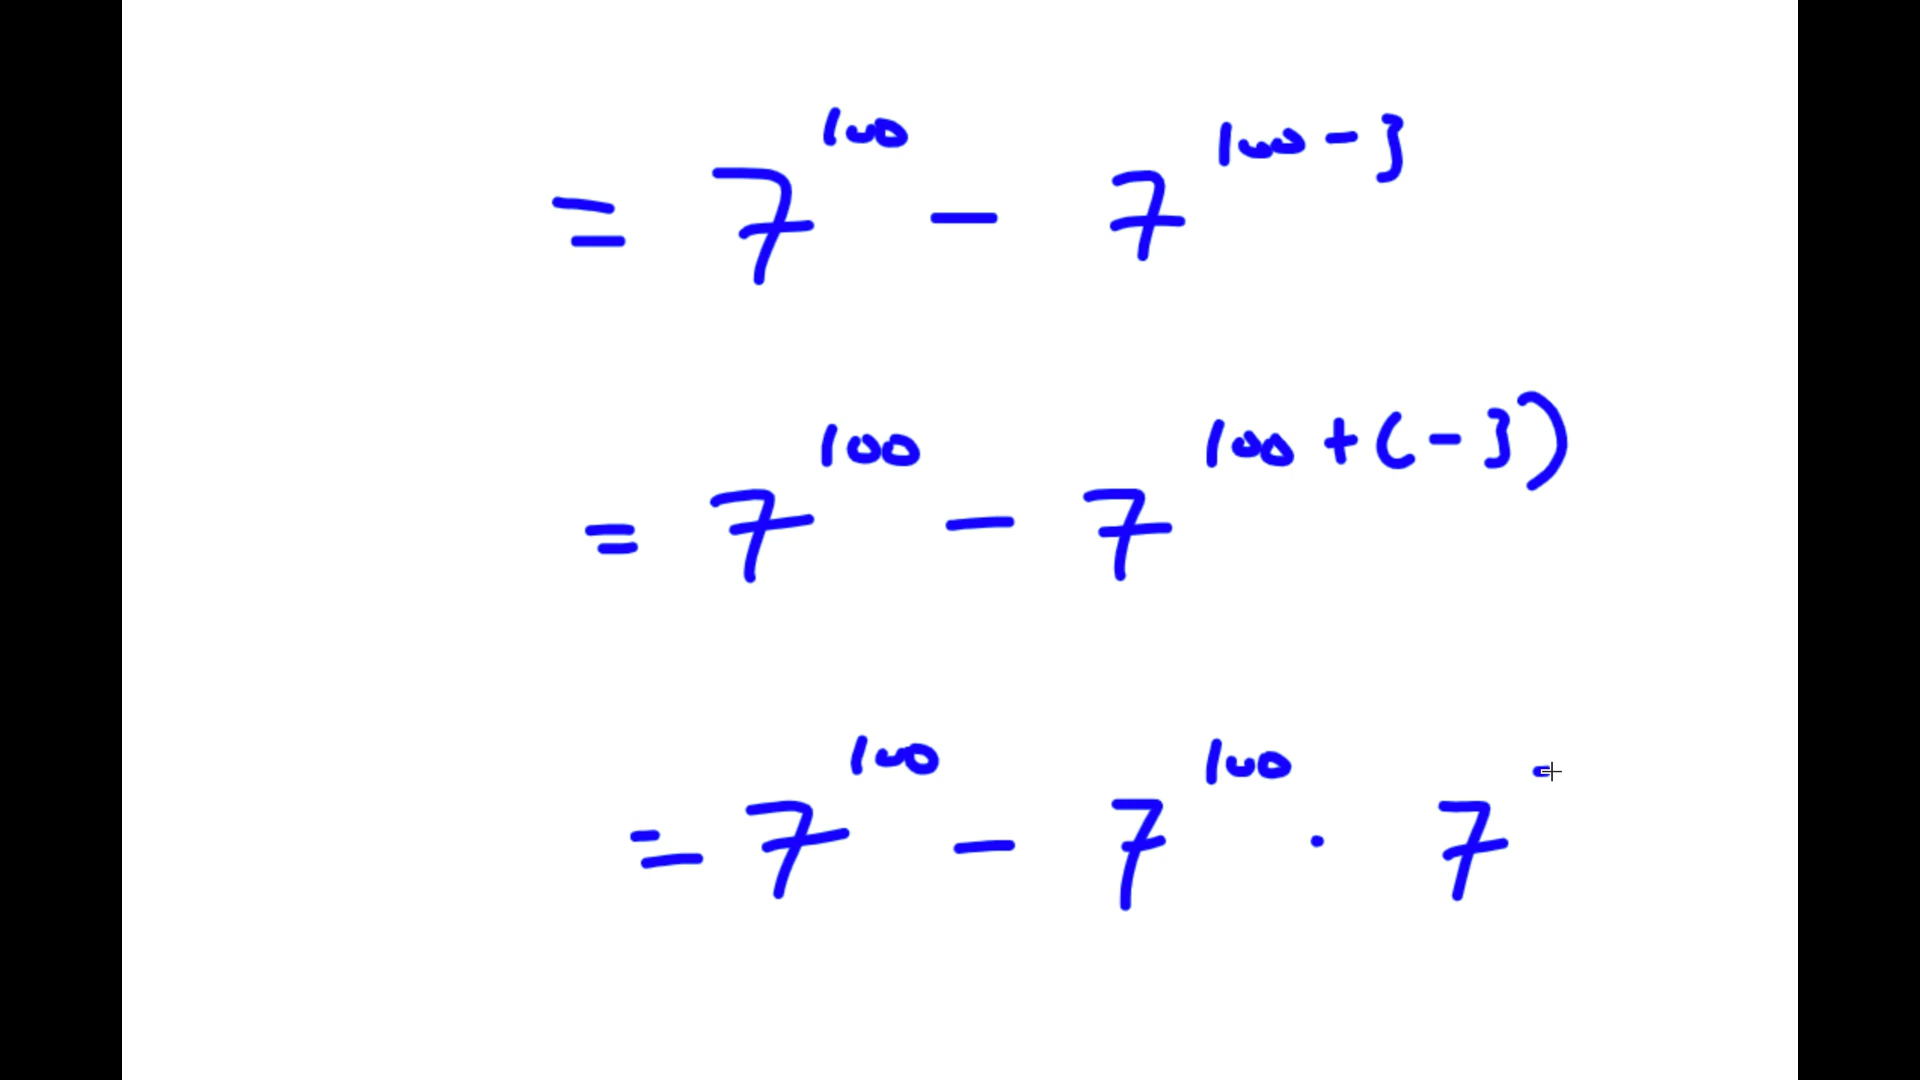 = 7^100 - 7^100-3
= 7^100 - 7^100+(-3)
= 7^100 - 7^100 · 7^-